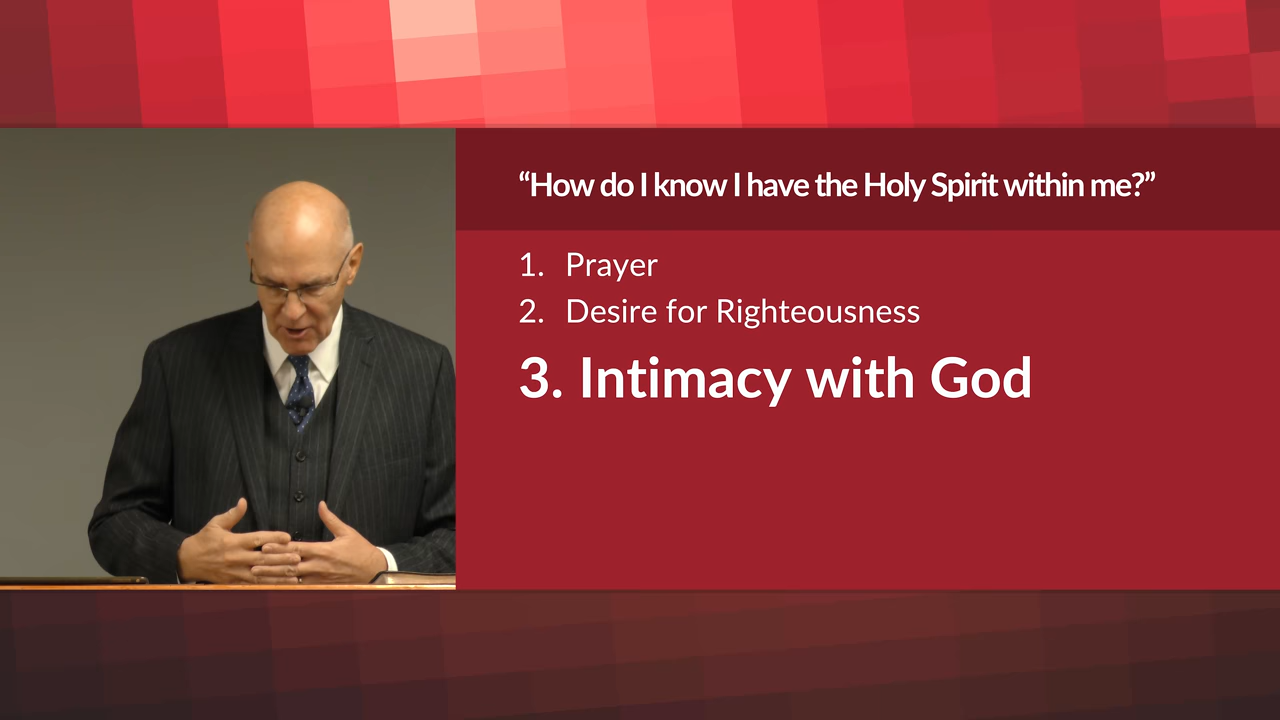 “How do I know I have the Holy Spirit within me?”
1. Prayer
2. Desire for Righteousness
3. Intimacy with God